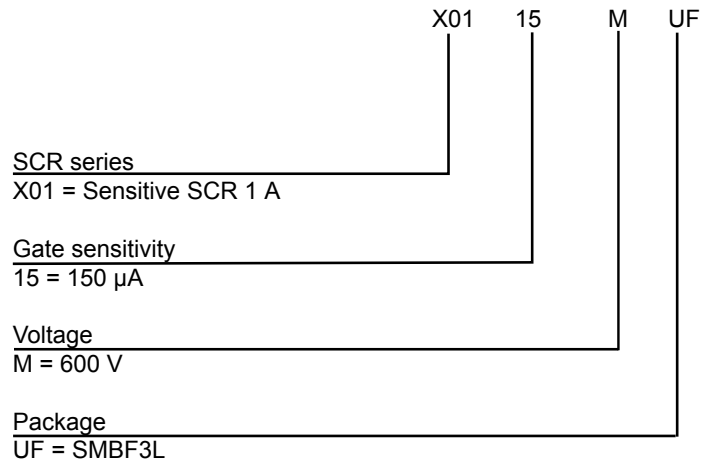 X01 15 M UF
SCR series
X01 = Sensitive SCR 1 A
Gate sensitivity
15 = 150 µA
Voltage
M = 600 V
Package
UF = SMBF3L